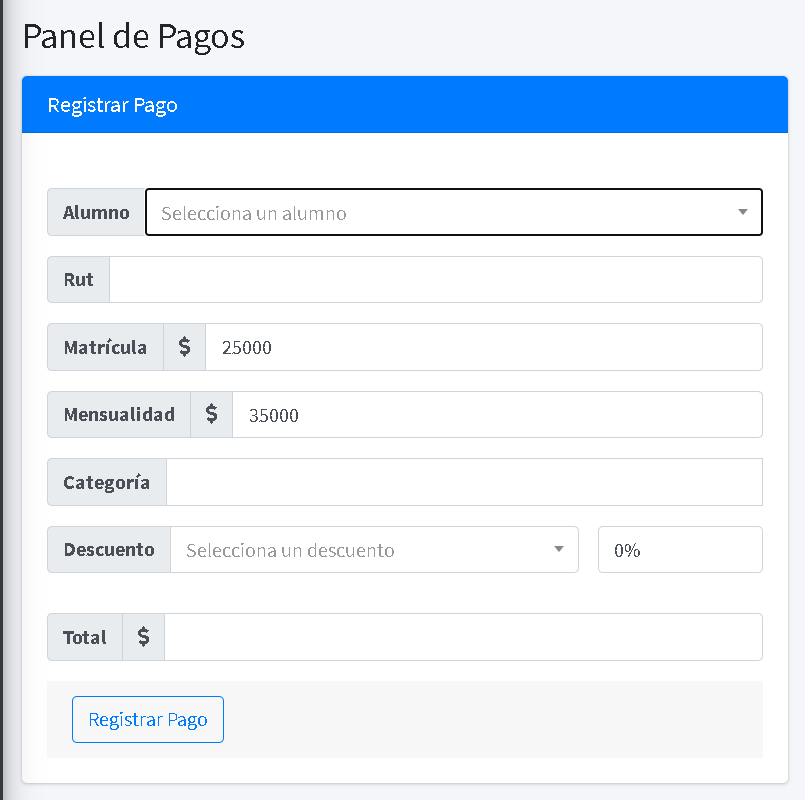 Panel de Pagos
Registrar Pago
Alumno Selecciona un alumno
Rut
Matrícula $ 25000
Mensualidad $ 35000
Categoría
Descuento Selecciona un descuento 0%
Total $
Registrar Pago